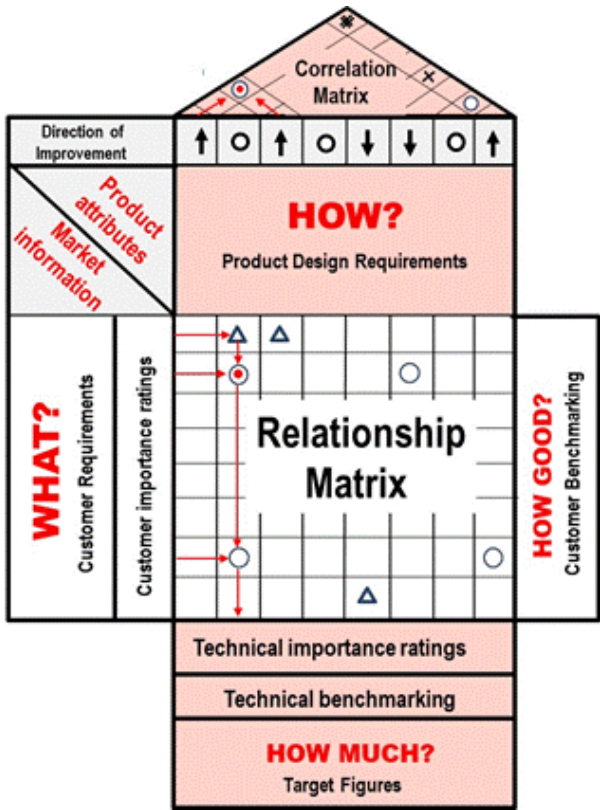 Correlation
Matrix
Direction of
Improvement
Product
attributes
Market
information
HOW?
Product Design Requirements
WHAT?
Customer Requirements
Customer importance ratings
Relationship
Matrix
HOW GOOD?
Customer Benchmarking
Technical importance ratings
Technical benchmarking
HOW MUCH?
Target Figures